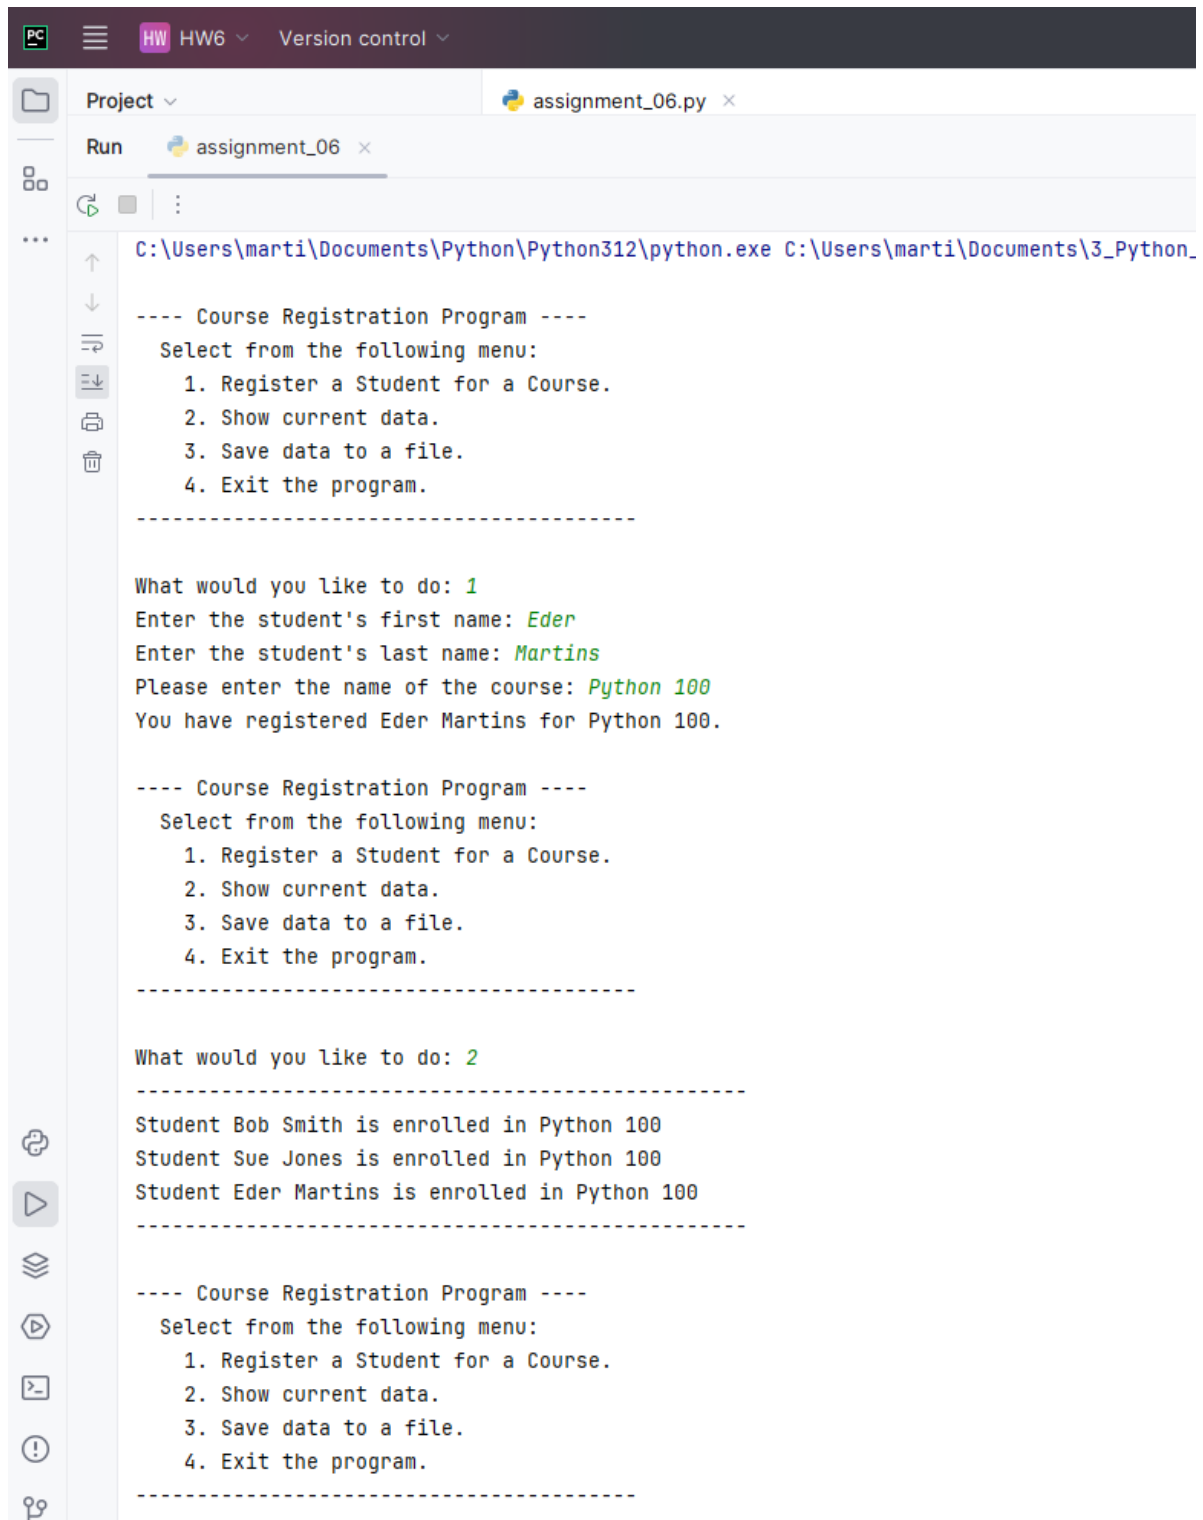 PC HW HW6 Version control
Project assignment_06.py
Run assignment_06
C:\Users\marti\Documents\Python\Python312\python.exe C:\Users\marti\Documents\3_Python_
---- Course Registration Program ----
Select from the following menu:
1. Register a Student for a Course.
2. Show current data.
3. Save data to a file.
4. Exit the program.
-----------------------------------------
What would you like to do: 1
Enter the student's first name: Eder
Enter the student's last name: Martins
Please enter the name of the course: Python 100
You have registered Eder Martins for Python 100.
---- Course Registration Program ----
Select from the following menu:
1. Register a Student for a Course.
2. Show current data.
3. Save data to a file.
4. Exit the program.
-----------------------------------------
What would you like to do: 2
--------------------------------------------------
Student Bob Smith is enrolled in Python 100
Student Sue Jones is enrolled in Python 100
Student Eder Martins is enrolled in Python 100
--------------------------------------------------
---- Course Registration Program ----
Select from the following menu:
1. Register a Student for a Course.
2. Show current data.
3. Save data to a file.
4. Exit the program.
-----------------------------------------